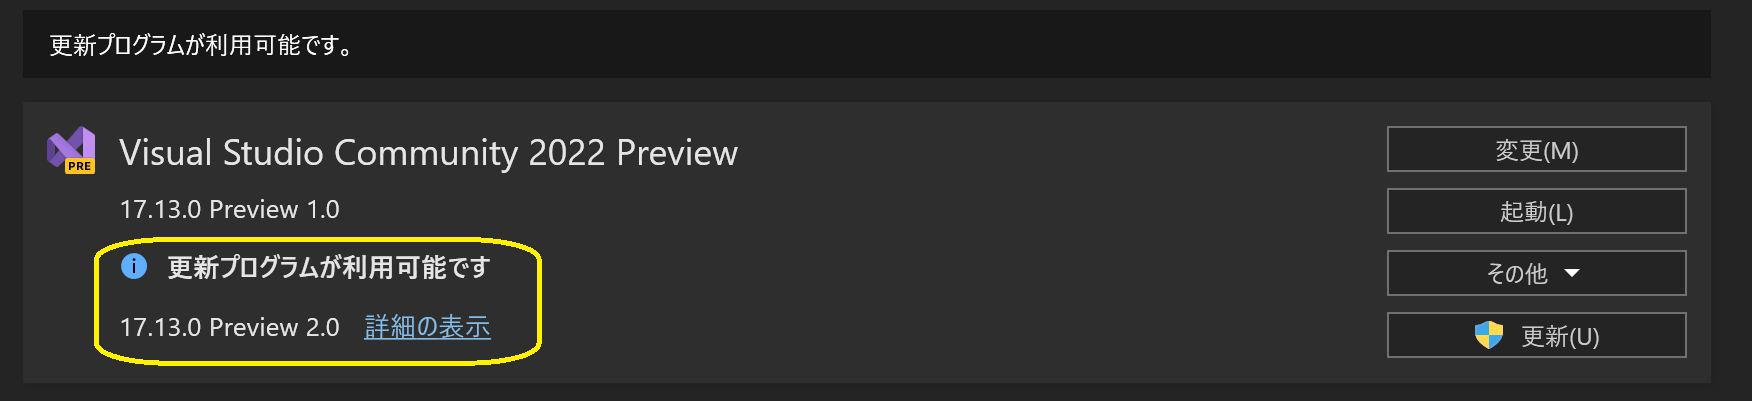 更新プログラムが利用可能です。
Visual Studio Community 2022 Preview
PRE
17.13.0 Preview 1.0
更新プログラムが利用可能です
17.13.0 Preview 2.0 詳細の表示
変更(M)
起動(L)
その他
更新(U)